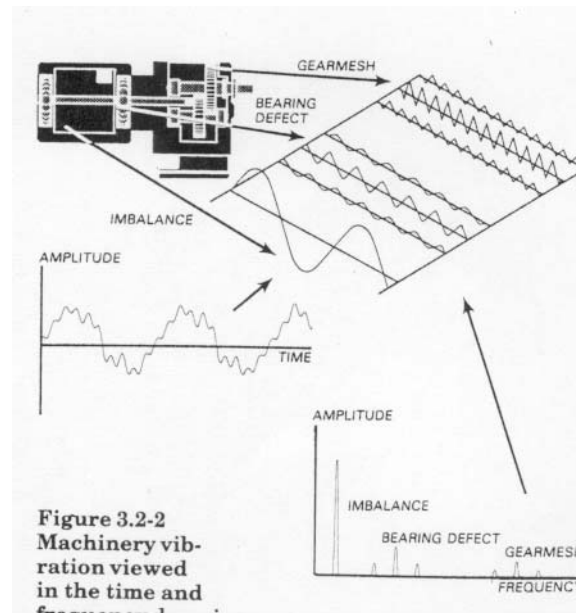 GEARMESH
BEARING
DEFECT
IMBALANCE
AMPLITUDE
TIME
AMPLITUDE
IMBALANCE
BEARING DEFECT
GEARMESH
FREQUENC
Figure 3.2-2
Machinery vib-
ration viewed
in the time and